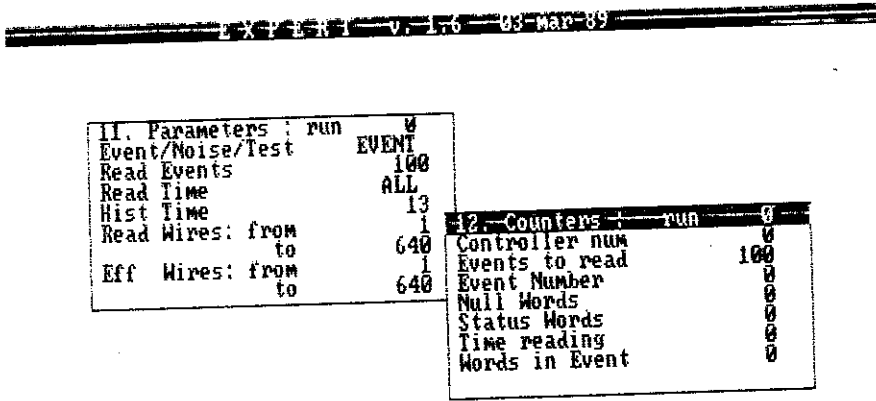 E X P E R T v. 1.6 03-mar-89
11. Parameters : run 0
Event/Noise/Test EVENT
Read Events 100
Read Time ALL
Hist Time 13
Read Wires: from 1
to 640
Eff Wires: from 1
to 640
12. Counters : run 0
Controller num 0
Events to read 100
Event Number 0
Null Words 0
Status Words 0
Time reading 0
Words in Event 0